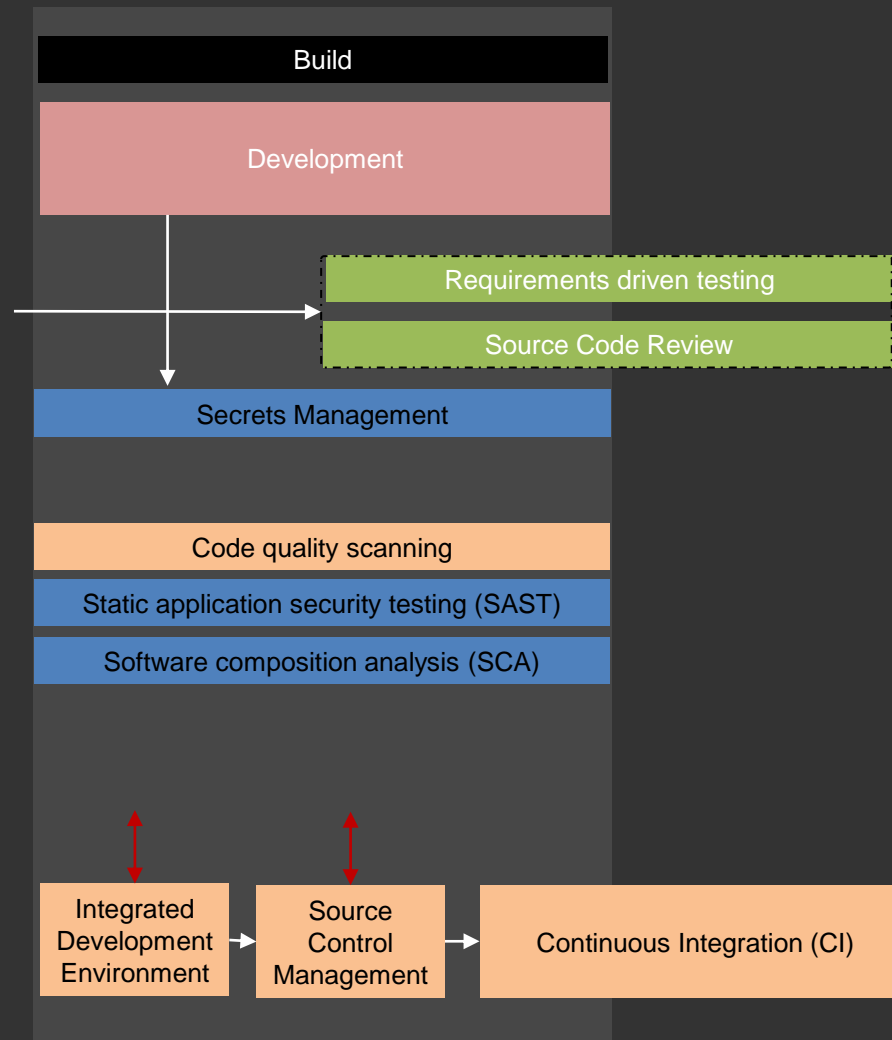 Build
Development
Requirements driven testing
Source Code Review
Secrets Management
Code quality scanning
Static application security testing (SAST)
Software composition analysis (SCA)
Integrated
Development
Environment
Source
Control
Management
Continuous Integration (CI)